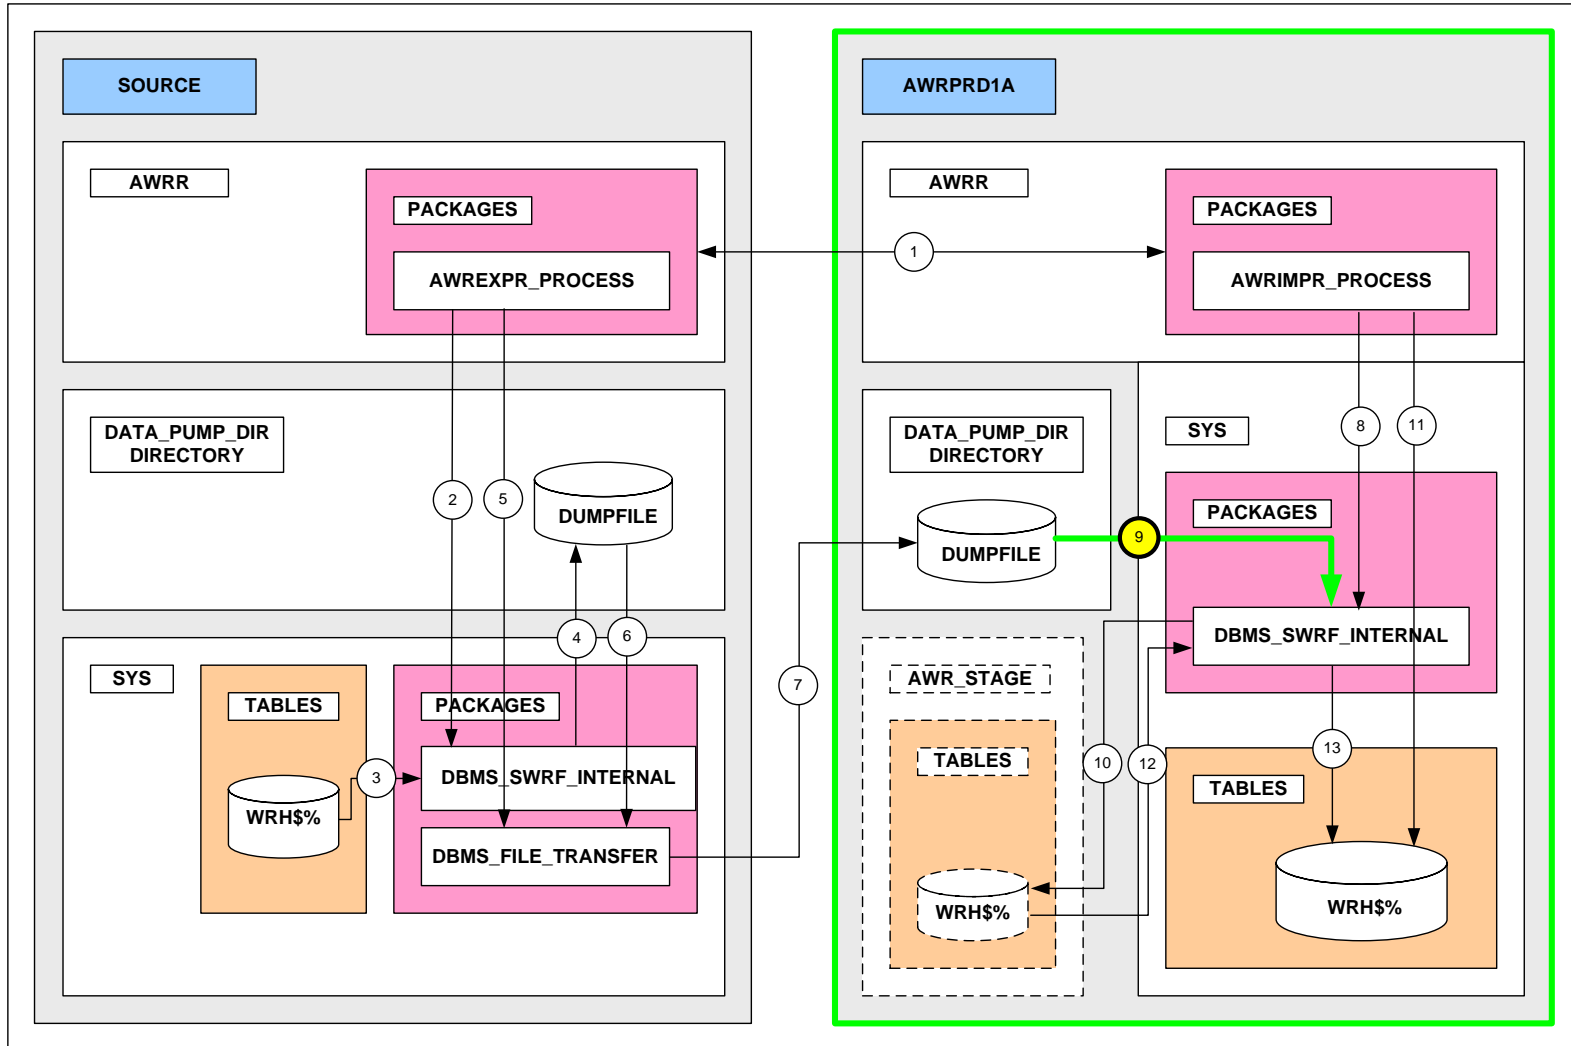 SOURCE
AWRR
PACKAGES
AWREXPR_PROCESS
DATA_PUMP_DIR
DIRECTORY
2
5
DUMPFILE
4
6
SYS
TABLES
PACKAGES
3
WRH$%
DBMS_SWRF_INTERNAL
DBMS_FILE_TRANSFER
1
7
AWRPRD1A
AWRR
PACKAGES
AWRIMPR_PROCESS
DATA_PUMP_DIR
DIRECTORY
DUMPFILE
8
11
SYS
PACKAGES
9
DBMS_SWRF_INTERNAL
AWR_STAGE
TABLES
10
12
WRH$%
13
TABLES
WRH$%